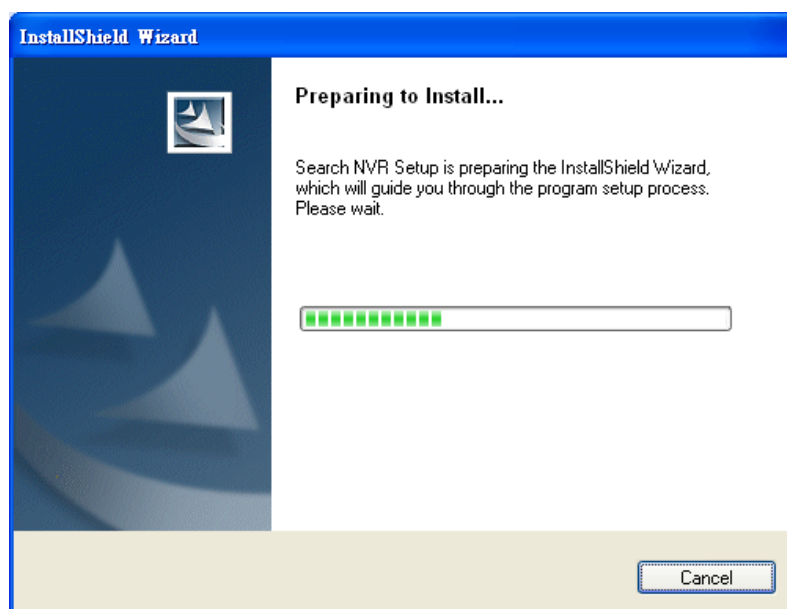 InstallShield Wizard
Preparing to Install...
Search NVR Setup is preparing the InstallShield Wizard,
which will guide you through the program setup process.
Please wait.
Cancel